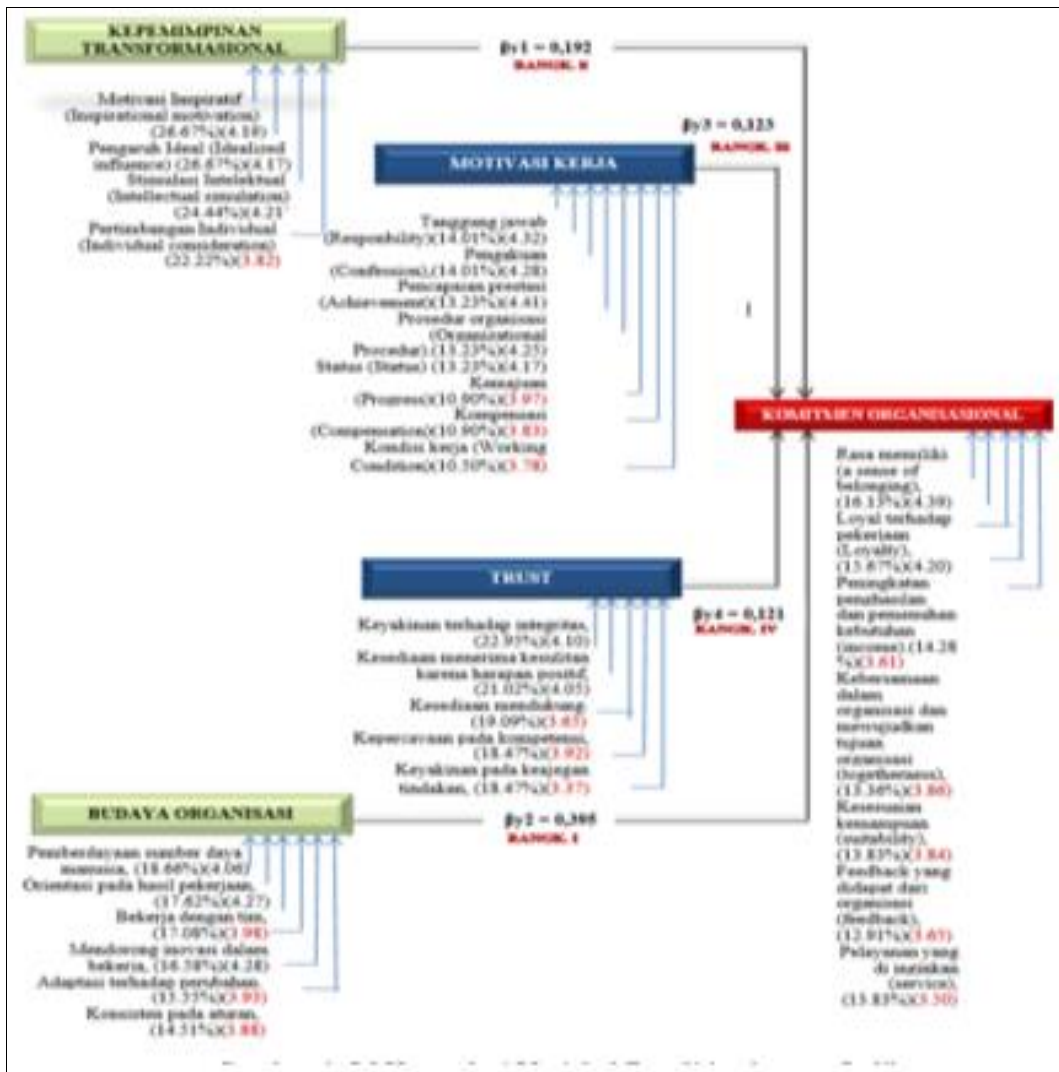 KEPEMIMPINAN
TRANSFORMASIONAL
βy1 = 0,192
RANGK. II
Motivasi Inspiratif
(Inspirational motivation)
(26.67%)(4.19)
Pengaruh Ideal (Idealized
influence) (26.67%)(4.17)
Stimulasi Intelektual
(Intellectual simulation)
(24.44%)(4.21
Pertimbangan Individual
(Individual consideration)
(22.22%)(3.82)
βy3 = 0,123
RANGK. III
MOTIVASI KERJA
Tanggung jawab
(Responbility)(14.01%)(4.32)
Pengakuan
(Confession),(14.01%)(4.28)
Pencapaian prestasi
(Achievement)(13.23%)(4.41)
Prosedur organisasi
(Organizational
Procedur).(13.23%)(4.25)
Status (Status) (13.23%)(4.17)
Kemajuan
(Progress)(10.90%)(3.97)
Kompensasi
(Compensation)(10.90%)(3.83)
Kondisi kerja (Working
Condition)(10.50%)(3.78)
KOMITMEN ORGANISASIONAL
Rasa memiliki
(a sense of
belonging),
(16.13%)(4.39)
Loyal terhadap
pekerjaan
(Loyality),
(15.67%)(4.20)
Peningkatan
penghasilan
dan pemenuhan
kebutuhan
(income).(14.28
%)(3.61)
Kebersamaan
dalam
organisasi dan
mewujudkan
tujuan
organisasi
(togetherness),
(13.36%)(3.86)
Kesesuaian
kemampuan
(suitability),
(13.83%)(3.84)
Feedback yang
didapat dari
organisasi
(feedback),
(12.91%)(3.65)
Pelayanan yang
di
(service),
(13.83%)(3.50)
TRUST
βy4 = 0,121
RANGK. IV
Keyakinan terhadap integritas,
(22.95%)(4.10)
Kesediaan menerima kesulitan
karena harapan positif,
(21.02%)(4.05)
Kesediaan mendukung
(19.09%)(3.65)
Kepercayaan pada kompetensi,
(18.47%)(3.92)
Keyakinan pada keajegan
tindakan, (18.47%)(3.37)
BUDAYA ORGANISASI
βy2 = 0,395
RANGK. I
Pemberdayaan sumber daya
manusia, (18.66%)(4.06)
Orientasi pada hasil pekerjaan,
(17.62%)(4.27)
Bekerja dengan tim,
(17.08%)(3.98)
Mendorong inovasi dalam
bekerja, (16.58%)(4.28)
Adaptasi terhadap perubahan.
(15.55%)(3.93)
Konsisten pada aturan,
(14.51%)(3.88)